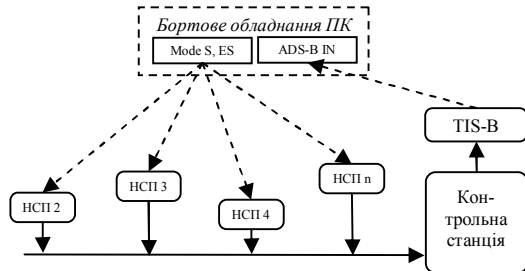 Бортове обладнання ПК
Mode S, ES
ADS-B IN
TIS-B
НСП 2
НСП 3
НСП 4
НСП n
Кон-
трольна
станція